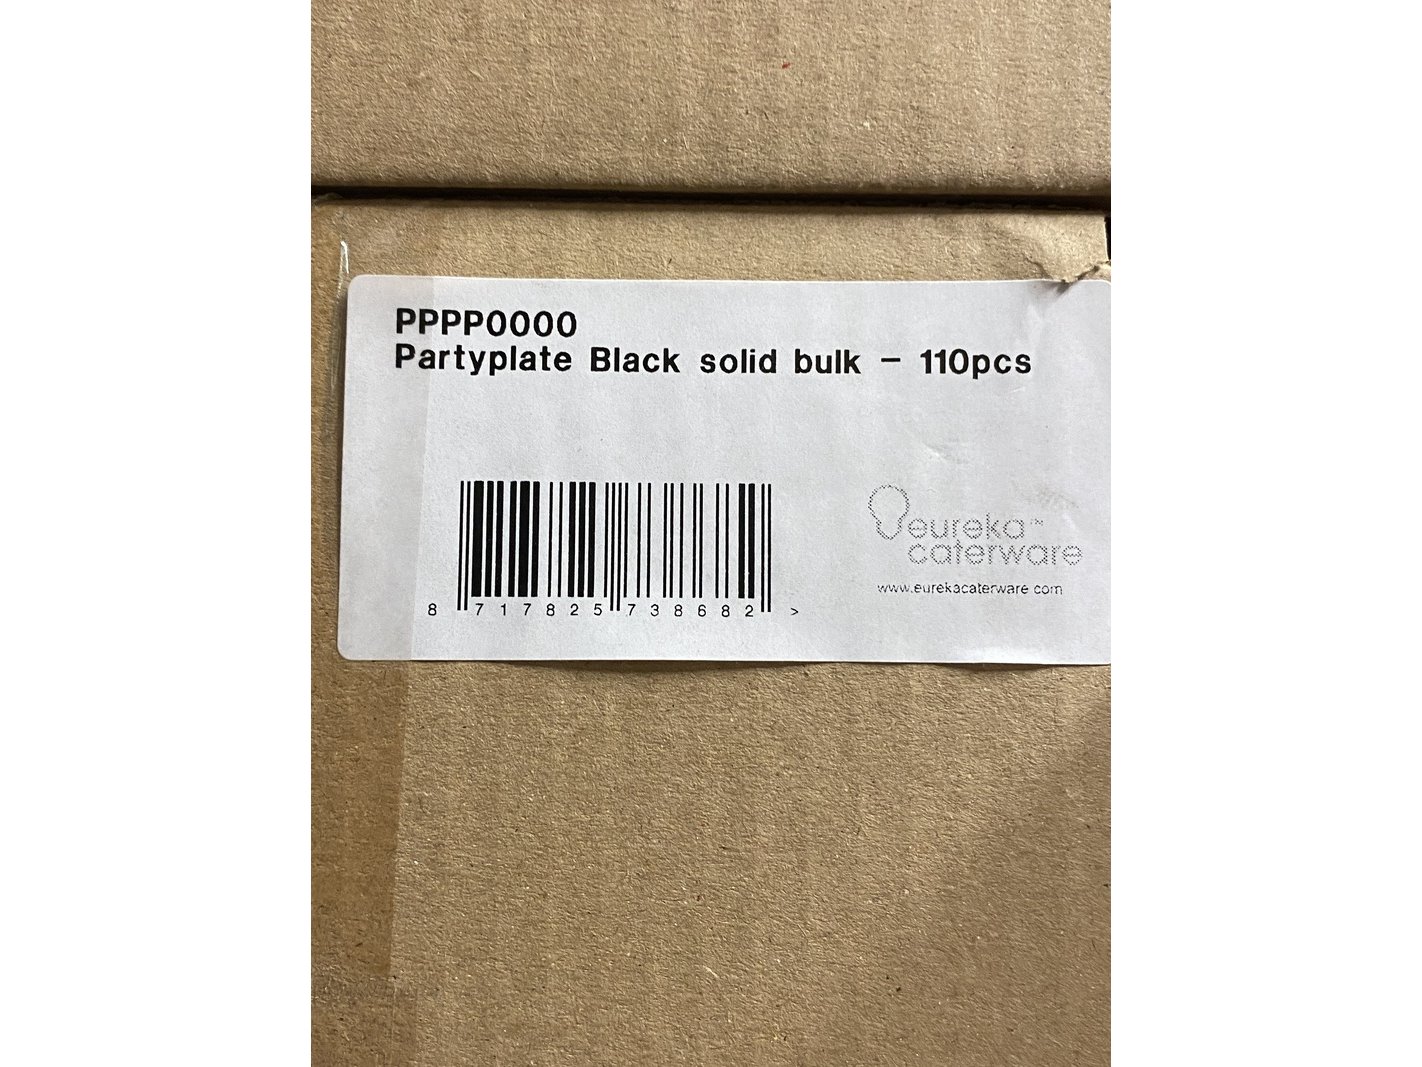 PPPP0000
Partyplate Black solid bulk - 110pcs
eureka™
caterware
www.eurekacaterware.com
8 717825 738682 >